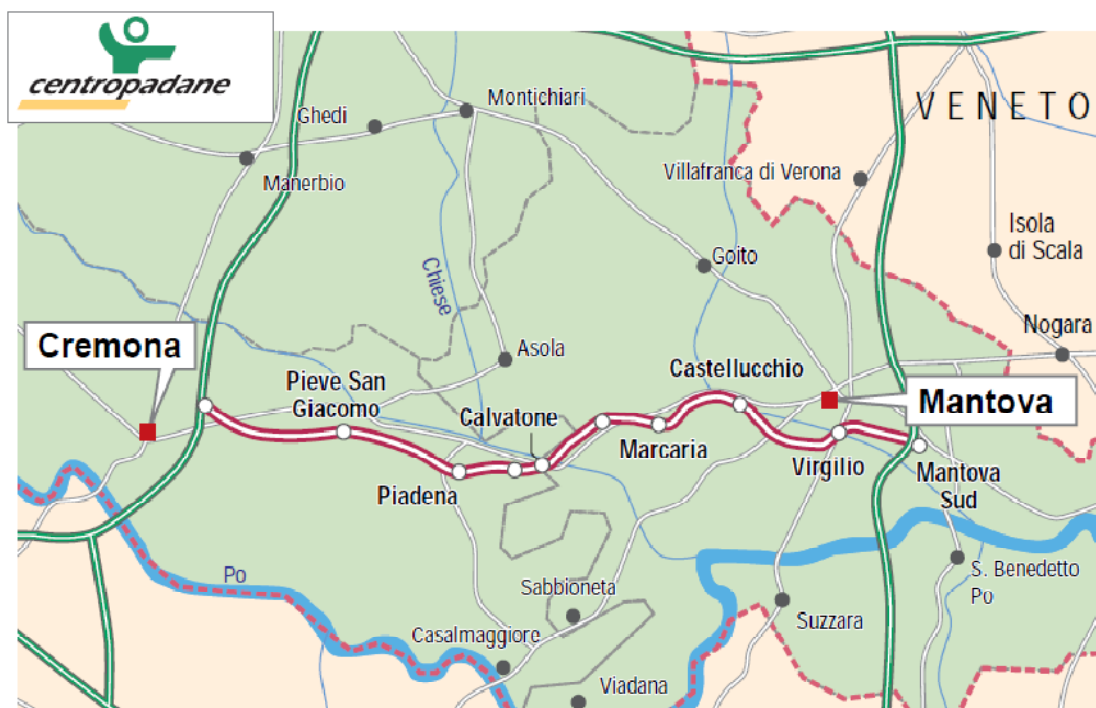 centropadane
Montichiari
Ghedi
VENETO
Manerbio
Villafranca di Verona
Isola
di Scala
Goito
Chiese
Nogara
Cremona
Asola
Pieve San
Giacomo
Castellucchio
Calvatone
Mantova
Marcaria
Virgilio
Piadena
Mantova
Sud
Po
S. Benedetto
Po
Sabbioneta
Suzzara
Casalmaggiore
Viadana